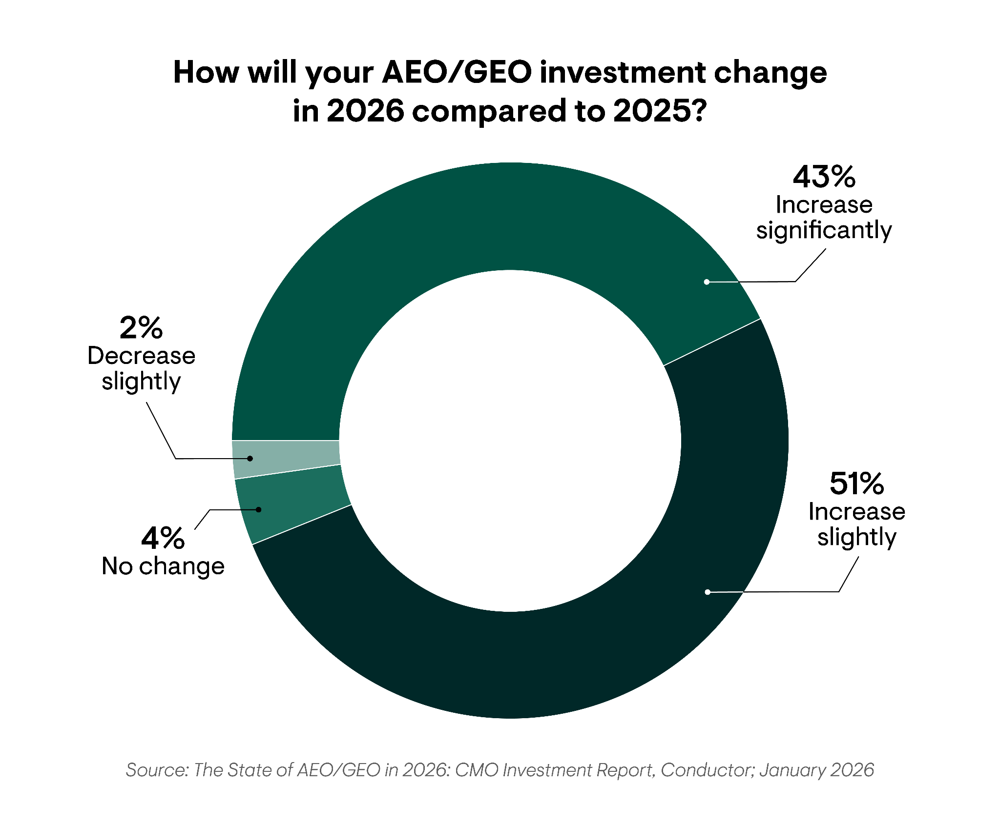 How will your AEO/GEO investment change
in 2026 compared to 2025?
43%
Increase
significantly
2%
Decrease
slightly
51%
Increase
slightly
4%
No change
Source: The State of AEO/GEO in 2026: CMO Investment Report, Conductor; January 2026